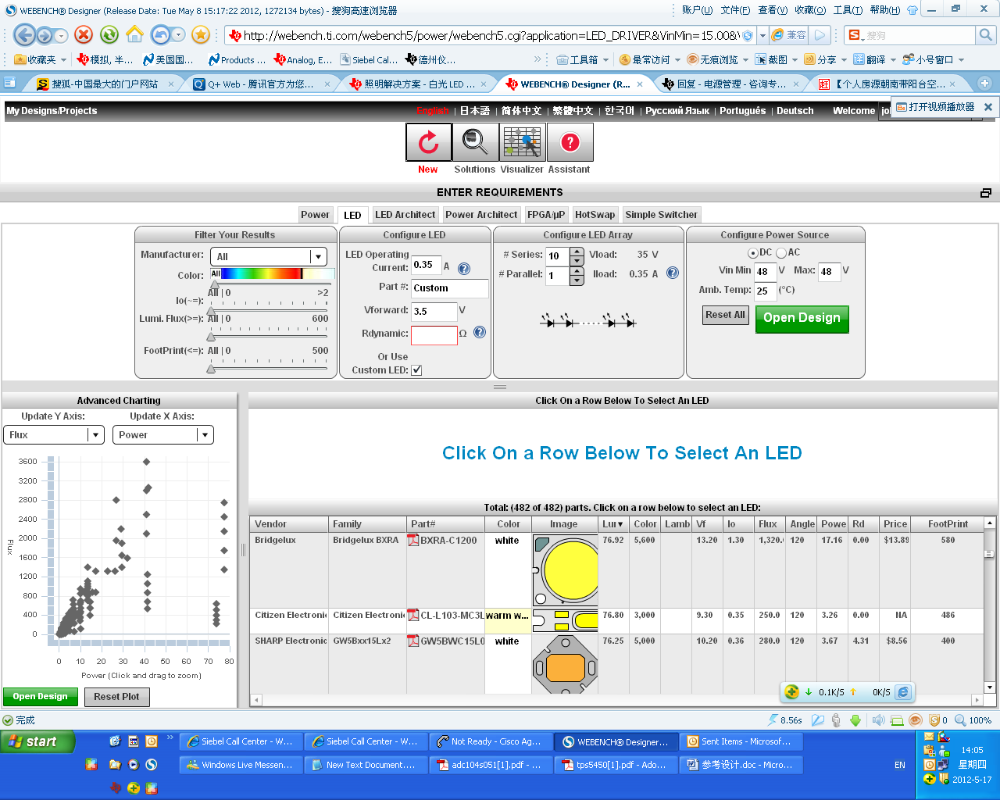 WEBENCH® Designer (Release Date: Tue May 8 15:17:22 2012, 1272134 bytes) - 搜狗高速浏览器
账户(U) 文件(F) 查看(V) 收藏(O) 工具(T) 帮助(H)
http://webench.ti.com/webench5/power/webench5.cgi?application=LED_DRIVER&VinMin=15.00& 兼容 搜狗
收藏夹 模拟, 半... 美国国... Products ... Analog, E... Siebel Cal... 德州仪... 工具箱 最常访问 无痕浏览 截图 分享 翻译 小号窗口
搜狐-中国最大的门户网站 Q+ Web - 腾讯官方为您... 照明解决方案 - 白光 LED ... WEBENCH® Designer (R... 回复 - 电源管理 - 咨询专... 【个人房源朝南带阳台空...
打开视频播放器
My Designs/Projects English | 日本語 | 简体中文 | 繁體中文 | 한국어 | Русский Язык | Português | Deutsch Welcome
New Solutions Visualizer Assistant
ENTER REQUIREMENTS
Power LED LED Architect Power Architect FPGA/µP HotSwap Simple Switcher
Filter Your Results
Manufacturer: All
Color: All
Io(~=): All | 0 >2
Lumi. Flux(>=): All | 0 600
FootPrint(<=): All | 0 500
Configure LED
LED Operating Current: 0.35 A
Part #: Custom
Vforward: 3.5 V
Rdynamic: Ω
Or Use
Custom LED:
Configure LED Array
# Series: 10 Vload: 35 V
# Parallel: 1 Iload: 0.35 A
Configure Power Source
DC AC
Vin Min 48 V Max: 48 V
Amb. Temp: 25 (°C)
Reset All Open Design
Advanced Charting
Update Y Axis: Update X Axis:
Flux Power
3600
3200
2800
2400
2000
1600
1200
800
400
0
Flux
0 10 20 30 40 50 60 70 80
Power (Click and drag to zoom)
Open Design Reset Plot
Click On a Row Below To Select An LED
Click On a Row Below To Select An LED
Total: (482 of 482) parts. Click on a row below to select an LED:
Vendor Family Part# Color Image Lur▼ Color Lamb Vf Io Flux Angle Powe Rd Price FootPrint
Bridgelux Bridgelux BXRA BXRA-C1200 white 76.92 5,600 13.20 1.30 1,320. 120 17.16 0.00 $13.89 580
Citizen Electronic Citizen Electronic CL-L103-MC3L warm w... 76.80 3,000 9.30 0.35 250.0 120 3.26 0.00 NA 486
SHARP Electronic GW5Bxx15Lx2 GW5BWC15L0 white 76.25 5,000 10.20 0.36 280.0 120 3.67 4.31 $8.56 400
0.1K/S 0K/S
完成 8.56s 0 100%
start Siebel Call Center - W... Siebel Call Center - W... Not Ready - Cisco Ag... WEBENCH® Designer... Sent Items - Microsof...
Windows Live Messen... New Text Document.... adc104s051[1].pdf - ... tps5450[1].pdf - Ado... 参考设计.doc - Micro... EN
14:05
星期四
2012-5-17